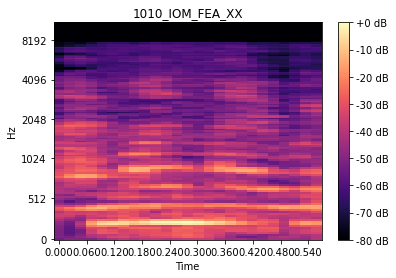 1010_IOM_FEA_XX
8192
4096
2048
1024
512
0
Hz
0.0000.0600.1200.1800.2400.3000.3600.4200.4800.540
Time
+0 dB
-10 dB
-20 dB
-30 dB
-40 dB
-50 dB
-60 dB
-70 dB
-80 dB